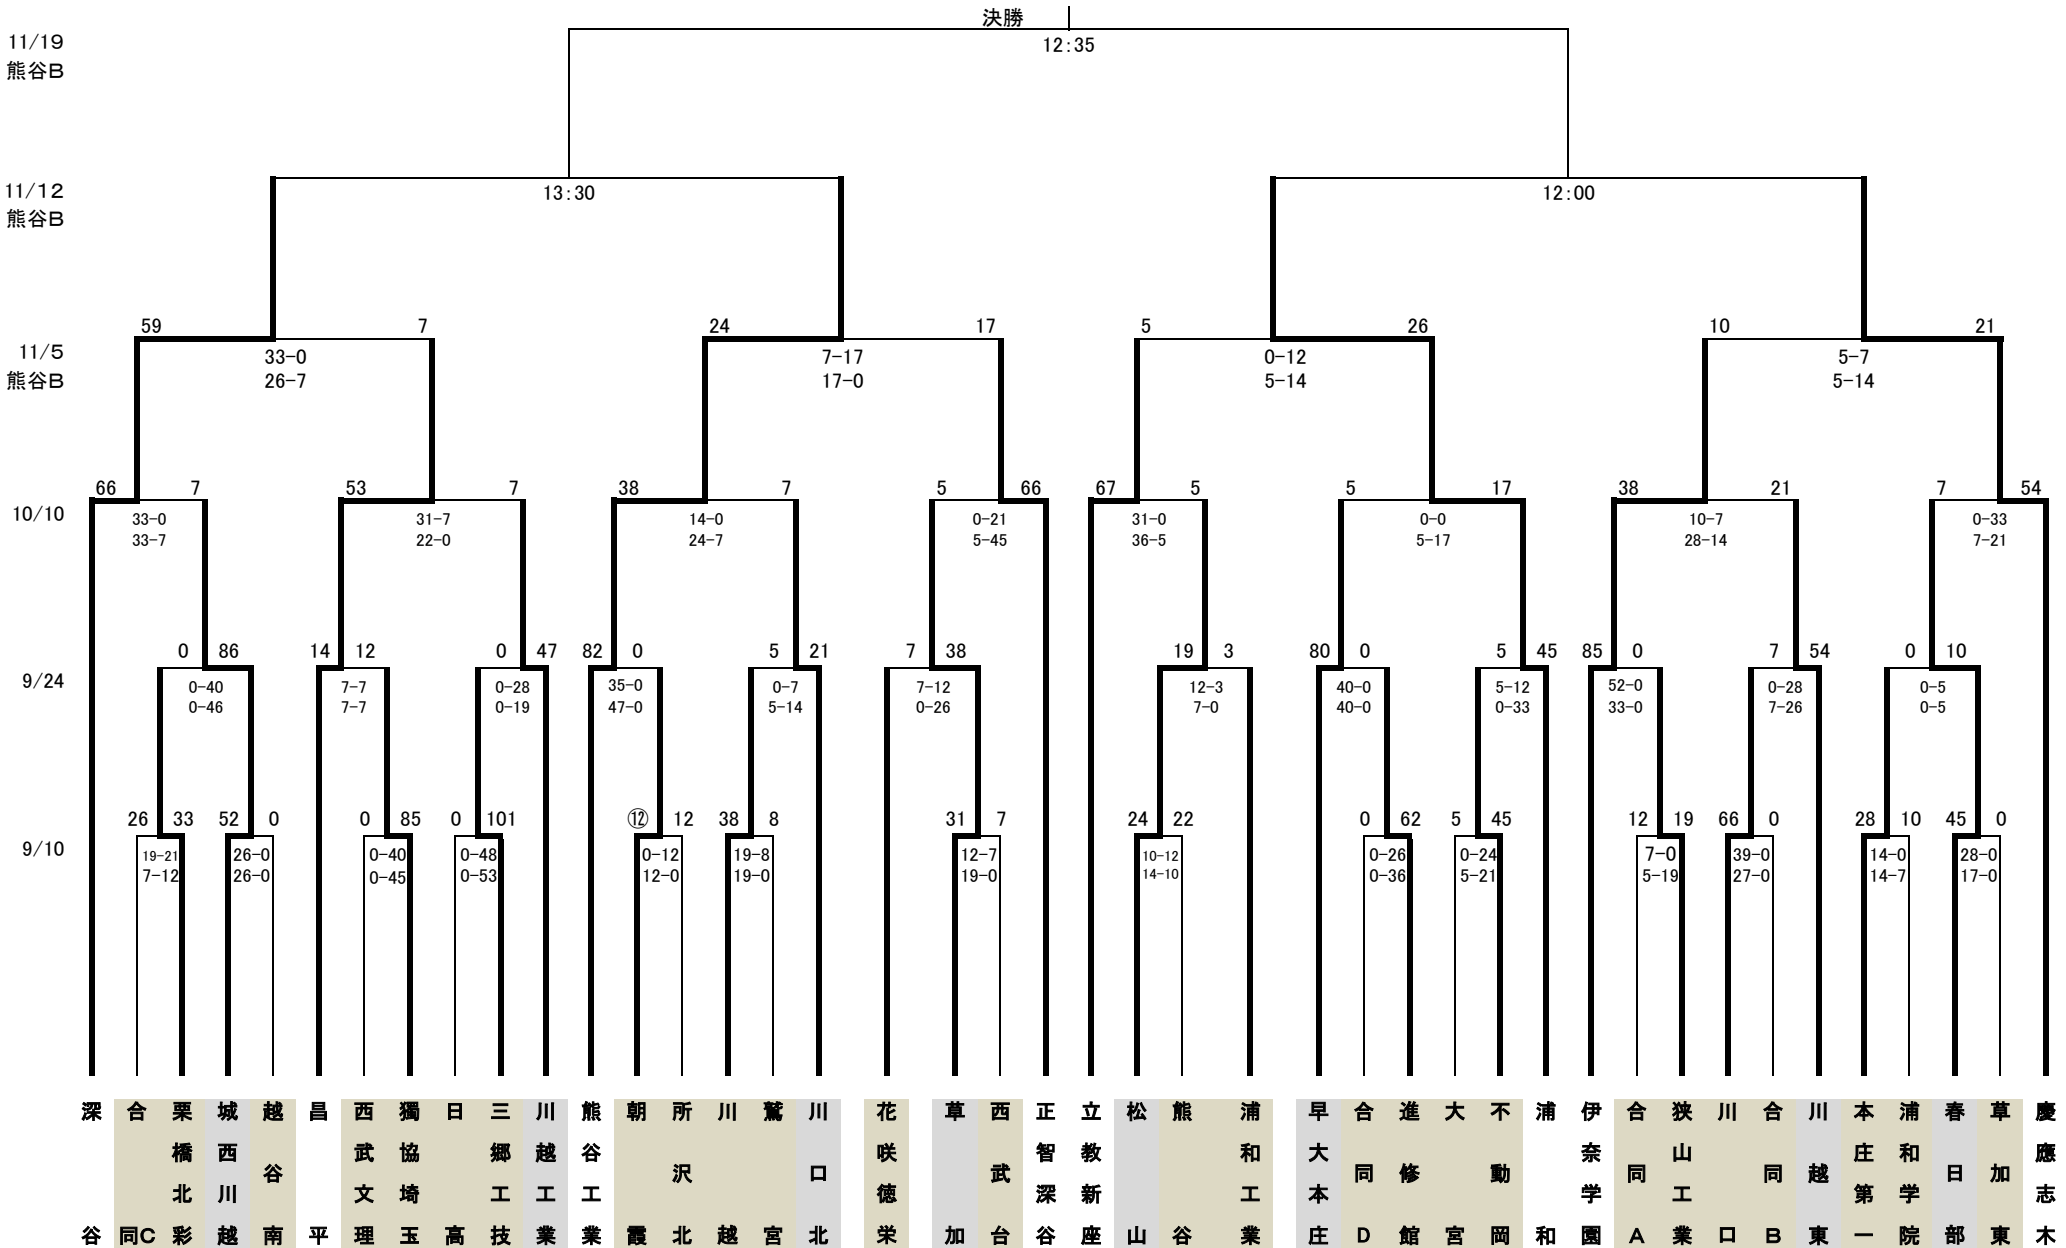 決勝
11/19
12:35
熊谷B
11/12
13:30
12:00
熊谷B
59 7 24 17 5 26 10 21
11/5
33-0 7-17 0-12 5-7
熊谷B
26-7 17-0 5-14 5-14
66 7 53 7 38 7 5 66 67 5 5 17 38 21 7 54
10/10
33-0 31-7 14-0 0-21 31-0 0-0 10-7 0-33
33-7 22-0 24-7 5-45 36-5 5-17 28-14 7-21
0 86 14 12 0 47 82 0 5 21 7 38 19 3 80 0 5 45 85 0 7 54 0 10
9/24
0-40 7-7 0-28 35-0 0-7 7-12 12-3 40-0 5-12 52-0 0-28 0-5
0-46 7-7 0-19 47-0 5-14 0-26 7-0 40-0 0-33 33-0 7-26 0-5
26 33 52 0 0 85 0 101 ⑫ 12 38 8 31 7 24 22 0 62 5 45 12 19 66 0 28 10 45 0
9/10
19-21 26-0 0-40 0-48 0-12 19-8 12-7 10-12 0-26 0-24 7-0 39-0 14-0 28-0
7-12 26-0 0-45 0-53 12-0 19-0 19-0 14-10 0-36 5-21 5-19 27-0 14-7 17-0
深谷
合同C
栗橋北彩
城西川越
越谷南
昌平
西武文理
獨協埼玉
日高
三郷工技
川越工業
熊谷工業
朝霞
所沢北
川越
鷲宮
川口北
花咲徳栄
草加
西武台
正智深谷
立教新座
松山
熊谷
浦和工業
早大本庄
合同D
進修館
大宮
不動岡
浦和
伊奈学園
合同A
狭山工業
川口
合同B
川越東
本庄第一
浦和学院
春日部
草加東
慶應志木